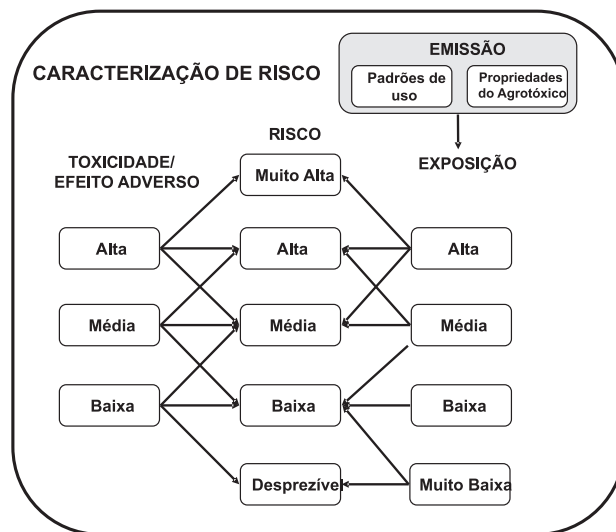 EMISSÃO
Padrões de
uso
Propriedades
do Agrotóxico
CARACTERIZAÇÃO DE RISCO
EXPOSIÇÃO
RISCO
TOXICIDADE/
EFEITO ADVERSO
Muito Alta
Alta
Alta
Alta
Média
Média
Média
Baixa
Baixa
Baixa
Desprezível
Muito Baixa